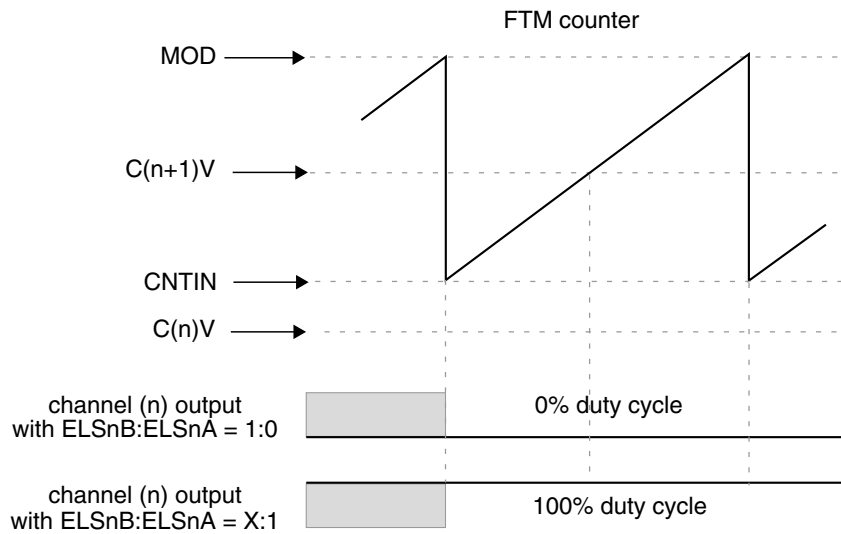 FTM counter
MOD
C(n+1)V
CNTIN
C(n)V
channel (n) output
with ELSnB:ELSnA = 1:0
0% duty cycle
channel (n) output
with ELSnB:ELSnA = X:1
100% duty cycle